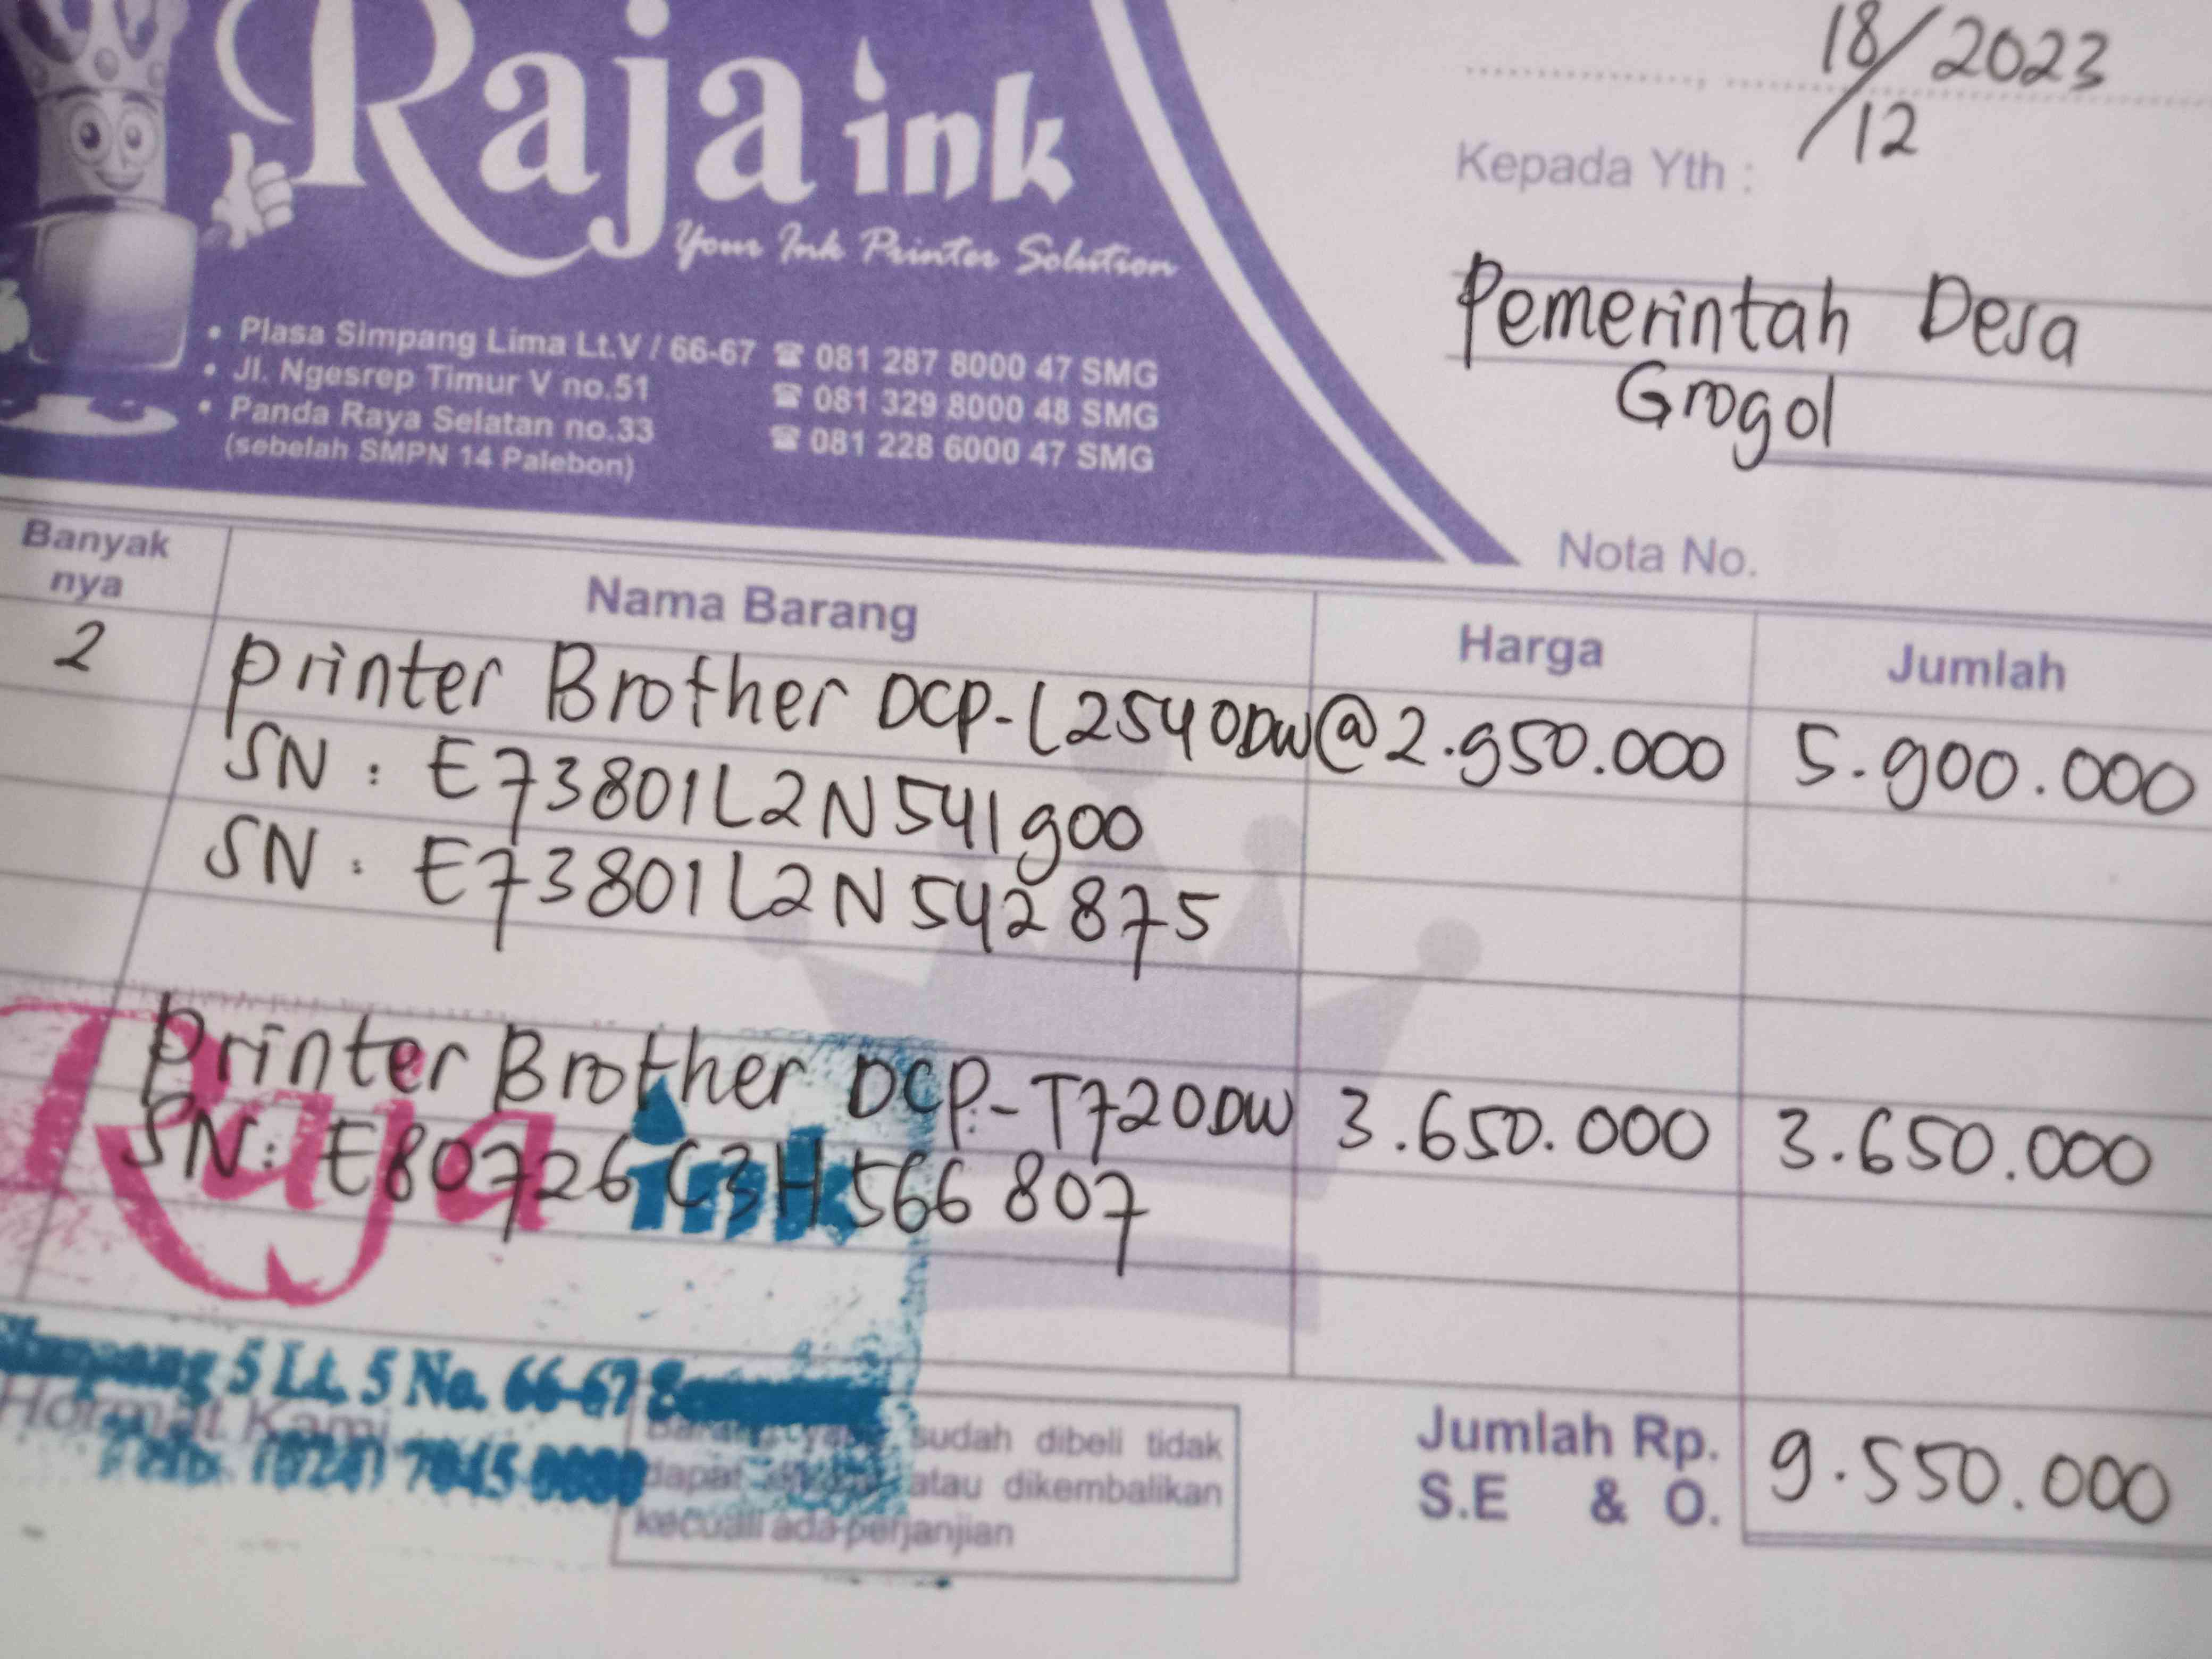 Raja ink
Your Ink Printer Solution
• Plasa Simpang Lima Lt.V / 66-67 ☎ 081 287 8000 47 SMG
• Jl. Ngesrep Timur V no.51 ☎ 081 329 8000 48 SMG
• Panda Raya Selatan no.33 ☎ 081 228 6000 47 SMG
(sebelah SMPN 14 Palebon)
18/12 2023
Kepada Yth :
Pemerintah Desa
Grogol
Nota No.
Banyak nya Nama Barang Harga Jumlah
2 Printer Brother DCP-L2540DW @ 2.950.000 5.900.000
SN : E73801L2N541900
SN : E73801L2N542875
Printer Brother DCP-T720DW 3.650.000 3.650.000
SN : E80726C3H566807
Raja ink
Simpang 5 Lt. 5 No. 66-67
Hormat Kami
(024) 7045
Barang yang sudah dibeli tidak
dapat atau dikembalikan
kecuali ada perjanjian
Jumlah Rp. 9.550.000
S.E & O.